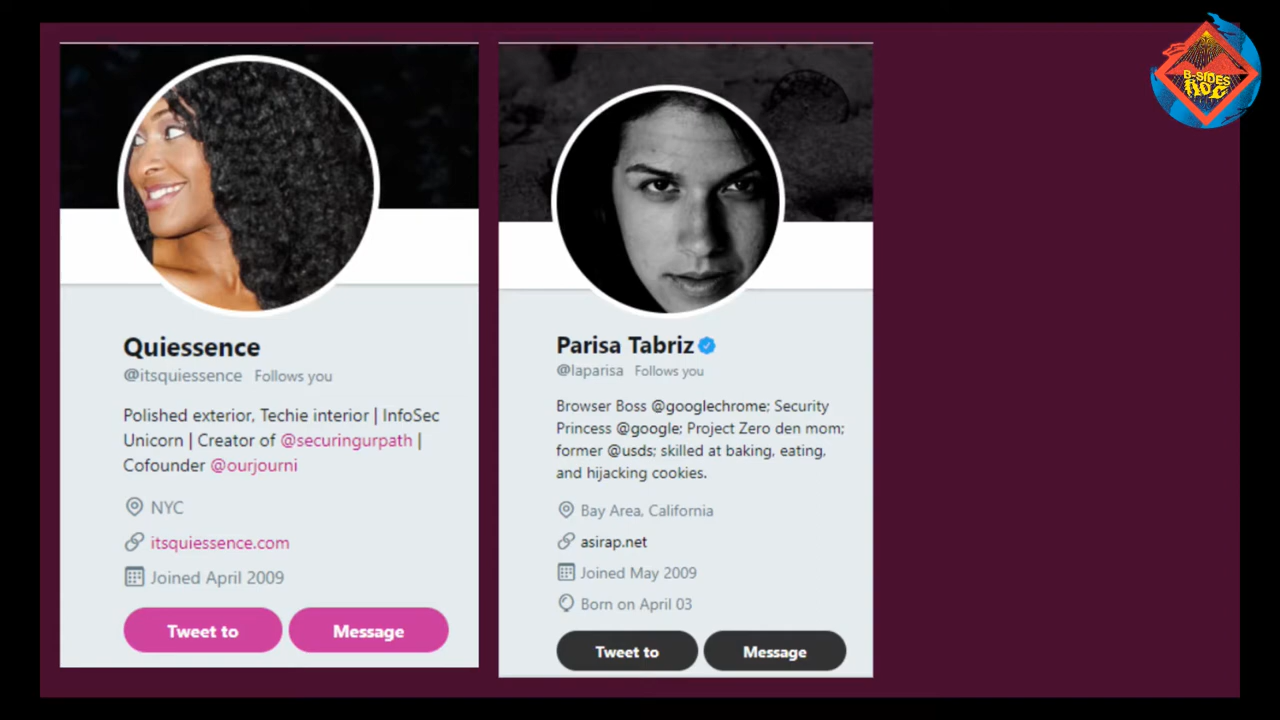 B-SIDES
ROC
Quiessence
@itsquiessence Follows you
Polished exterior, Techie interior | InfoSec
Unicorn | Creator of @securingurpath |
Cofounder @ourjourni
NYC
itsquiessence.com
Joined April 2009
Tweet to
Message
Parisa Tabriz
@laparisa Follows you
Browser Boss @googlechrome; Security
Princess @google; Project Zero den mom;
former @usds; skilled at baking, eating,
and hijacking cookies.
Bay Area, California
asirap.net
Joined May 2009
Born on April 03
Tweet to
Message